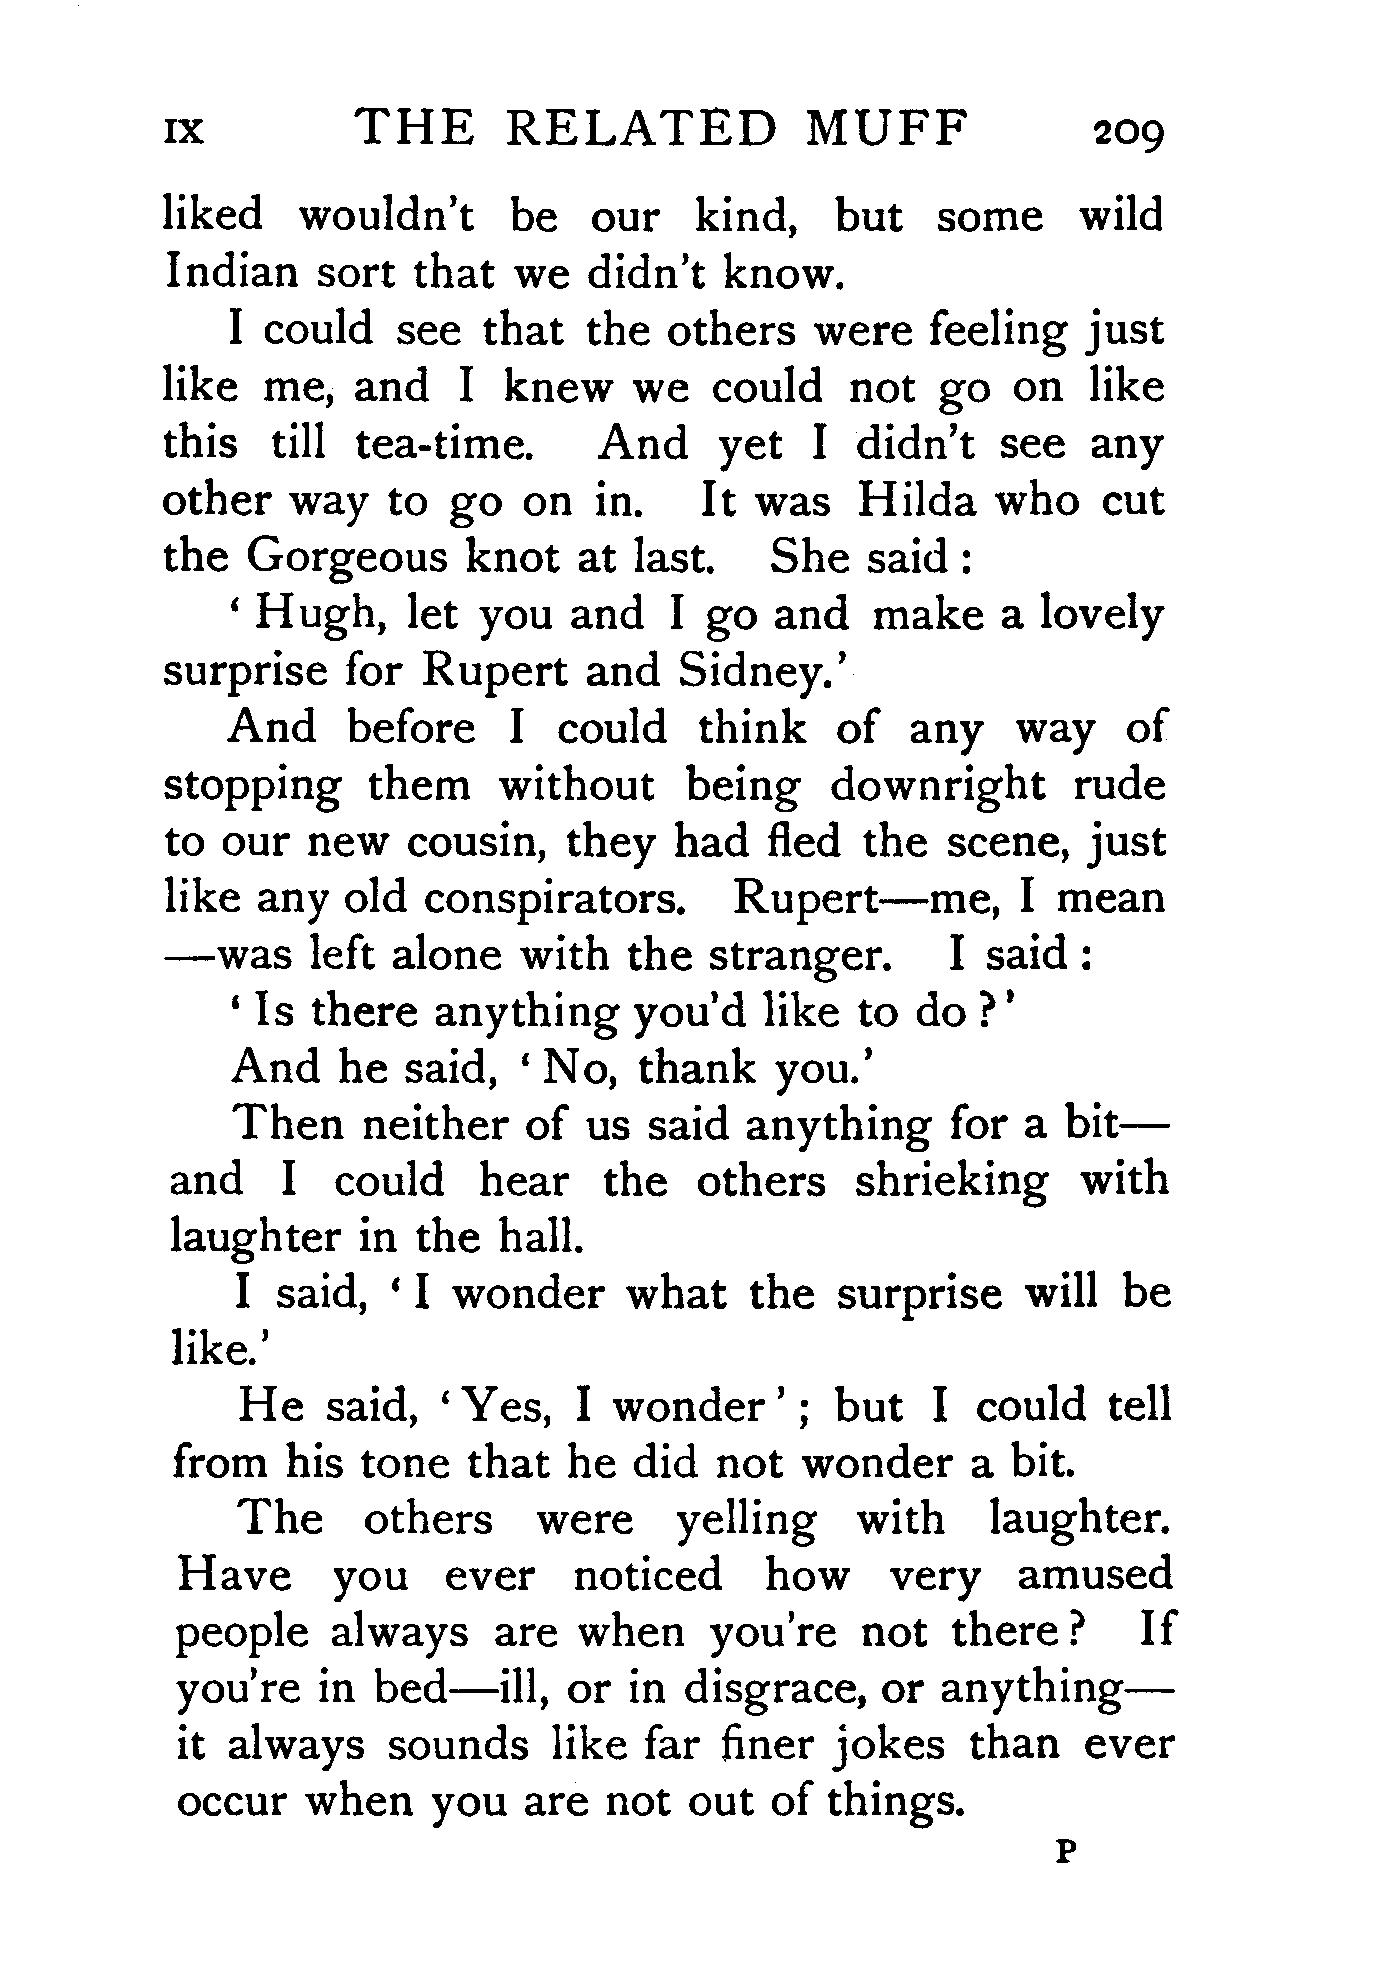 IX THE RELATED MUFF 209
liked wouldn't be our kind, but some wild
Indian sort that we didn't know.
I could see that the others were feeling just
like me, and I knew we could not go on like
this till tea-time. And yet I didn't see any
other way to go on in. It was Hilda who cut
the Gorgeous knot at last. She said :
‘ Hugh, let you and I go and make a lovely
surprise for Rupert and Sidney.’
And before I could think of any way of
stopping them without being downright rude
to our new cousin, they had fled the scene, just
like any old conspirators. Rupert—me, I mean
—was left alone with the stranger. I said :
‘ Is there anything you'd like to do ? ’
And he said, ‘ No, thank you.’
Then neither of us said anything for a bit—
and I could hear the others shrieking with
laughter in the hall.
I said, ‘ I wonder what the surprise will be
like.’
He said, ‘ Yes, I wonder ’ ; but I could tell
from his tone that he did not wonder a bit.
The others were yelling with laughter.
Have you ever noticed how very amused
people always are when you're not there ? If
you're in bed—ill, or in disgrace, or anything—
it always sounds like far finer jokes than ever
occur when you are not out of things.
P